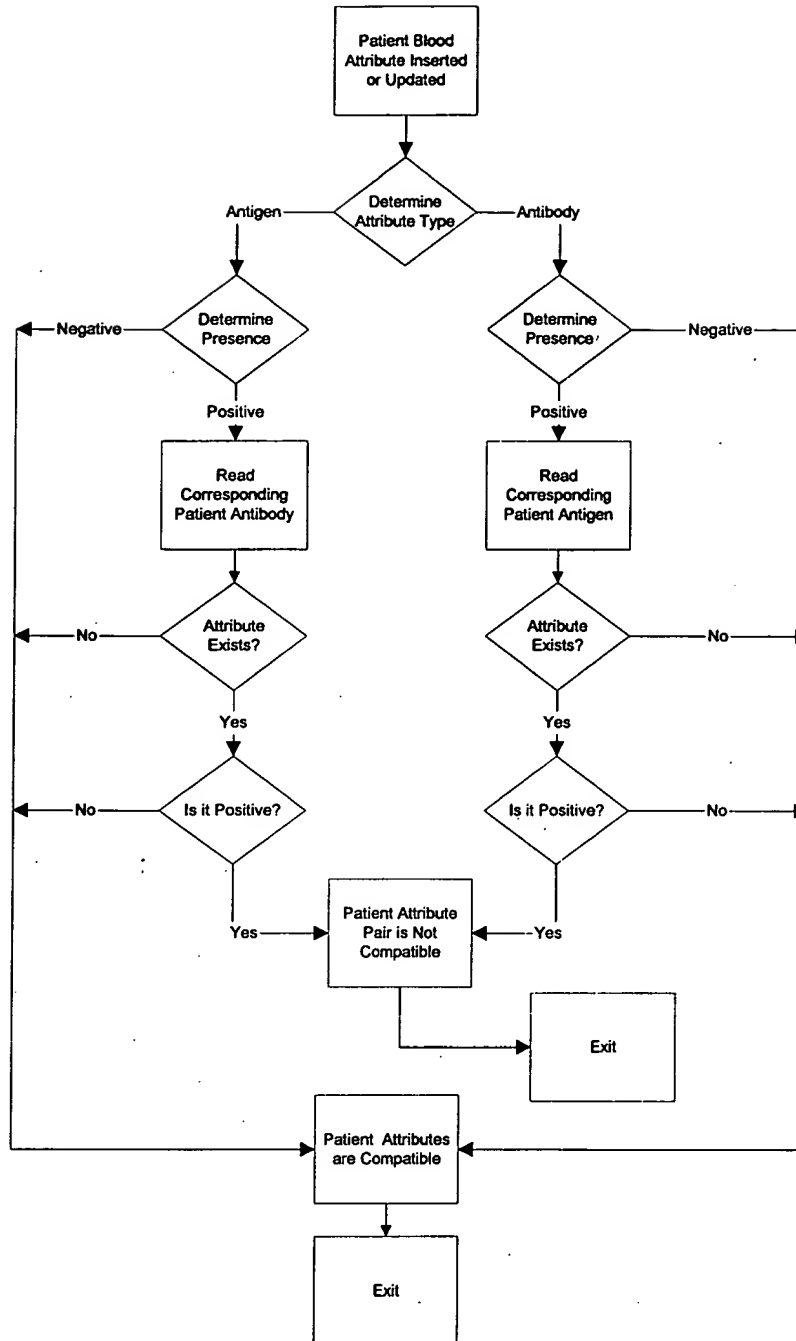 Patient Blood
Attribute Inserted
or Updated
Determine
Attribute Type
Antigen
Antibody
Determine
Presence
Determine
Presence
Negative
Negative
Positive
Positive
Read
Corresponding
Patient Antibody
Read
Corresponding
Patient Antigen
Attribute
Exists?
Attribute
Exists?
No
No
Yes
Yes
Is it Positive?
Is it Positive?
No
No
Yes
Patient Attribute
Pair is Not
Compatible
Yes
Exit
Patient Attributes
are Compatible
Exit